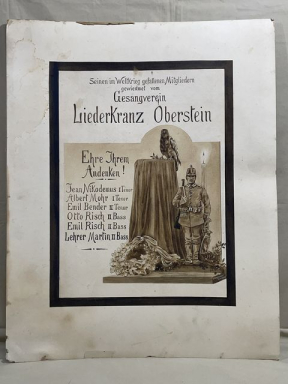 Seinen im Weltkrieg gefallenen Mitgliedern
gewiedmet vom
Gesangverein
Liederkranz Oberstein
Ehre Ihrem
Andenken!
Jean Nikodemus I Tenor
Albert Mohr I Tenor
Emil Bender II Tenor
Otto Risch II Bass
Emil Risch II Bass
Lehrer Martin II Bass